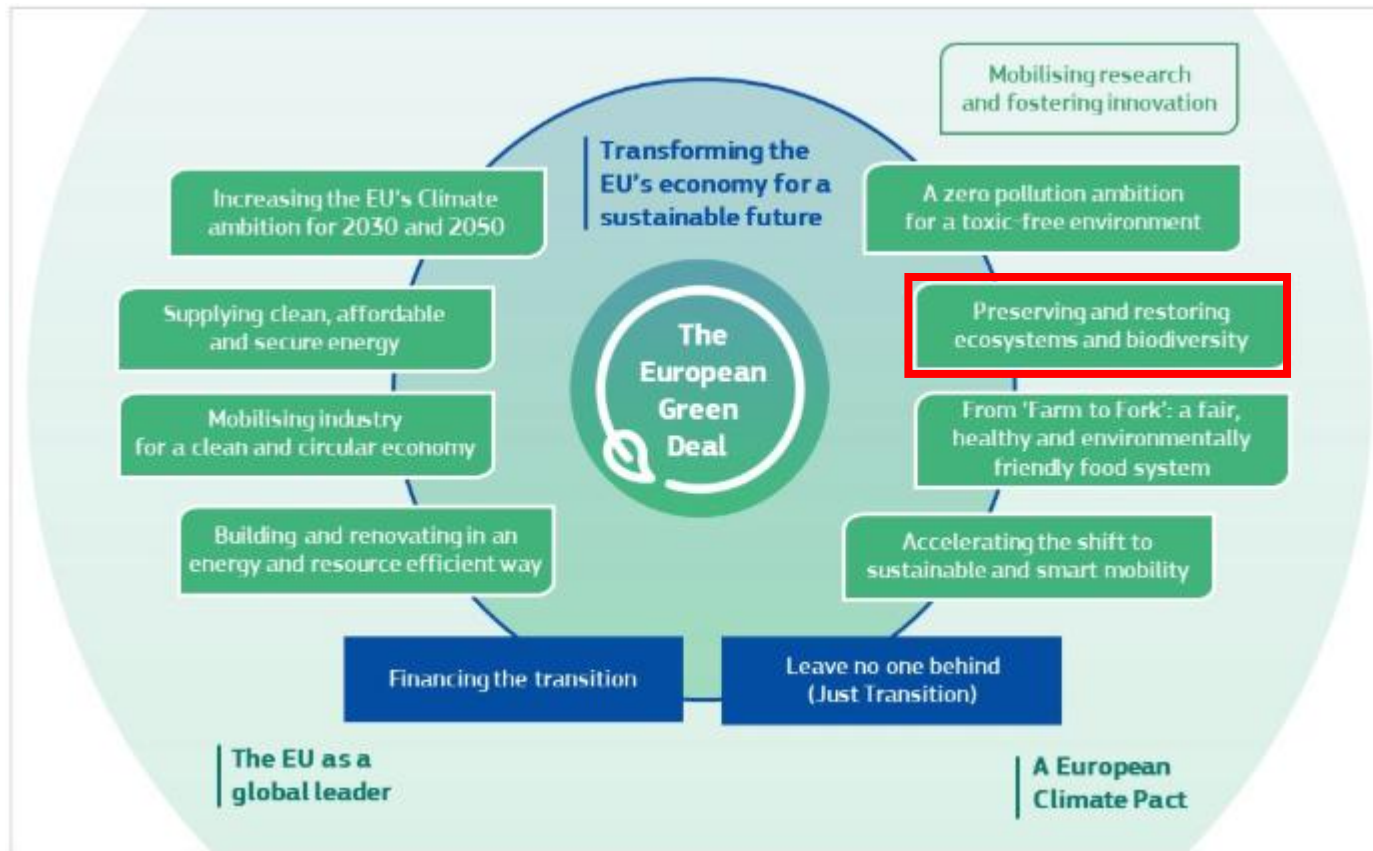 Mobilising research
and fostering innovation
Transforming the
EU's economy for a
sustainable future
Increasing the EU's Climate
ambition for 2030 and 2050
A zero pollution ambition
for a toxic-free environment
Supplying clean, affordable
and secure energy
The
European
Green
Deal
Preserving and restoring
ecosystems and biodiversity
Mobilising industry
for a clean and circular economy
From 'Farm to Fork': a fair,
healthy and environmentally
friendly food system
Building and renovating in an
energy and resource efficient way
Accelerating the shift to
sustainable and smart mobility
Financing the transition
Leave no one behind
(Just Transition)
The EU as a
global leader
A European
Climate Pact